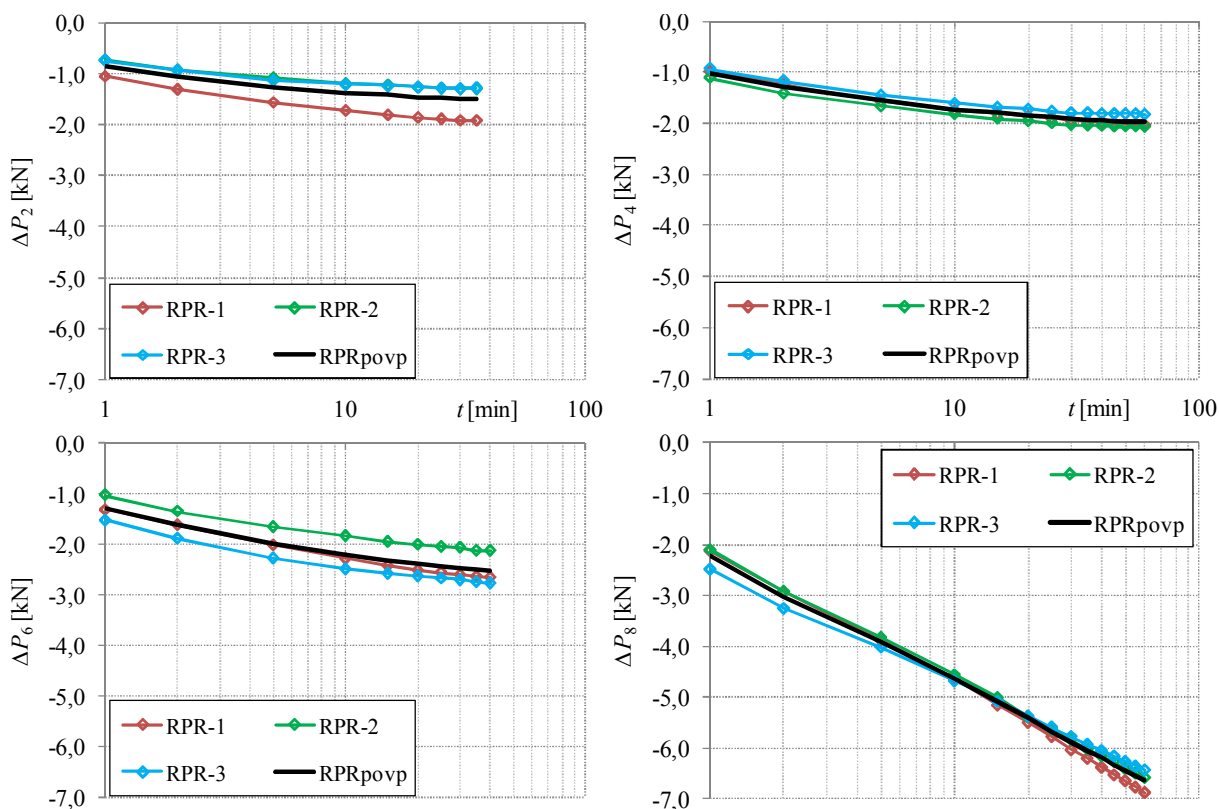 0,0
-1,0
-2,0
-3,0
-4,0
-5,0
-6,0
-7,0
ΔP2 [kN]
RPR-1 RPR-2
RPR-3 RPRpovp
1 10 t [min] 100
0,0
-1,0
-2,0
-3,0
-4,0
-5,0
-6,0
-7,0
ΔP4 [kN]
RPR-1 RPR-2
RPR-3 RPRpovp
1 10 t [min] 100
0,0
-1,0
-2,0
-3,0
-4,0
-5,0
-6,0
-7,0
ΔP6 [kN]
RPR-1 RPR-2
RPR-3 RPRpovp
0,0
-1,0
-2,0
-3,0
-4,0
-5,0
-6,0
-7,0
ΔP8 [kN]
RPR-1 RPR-2
RPR-3 RPRpovp